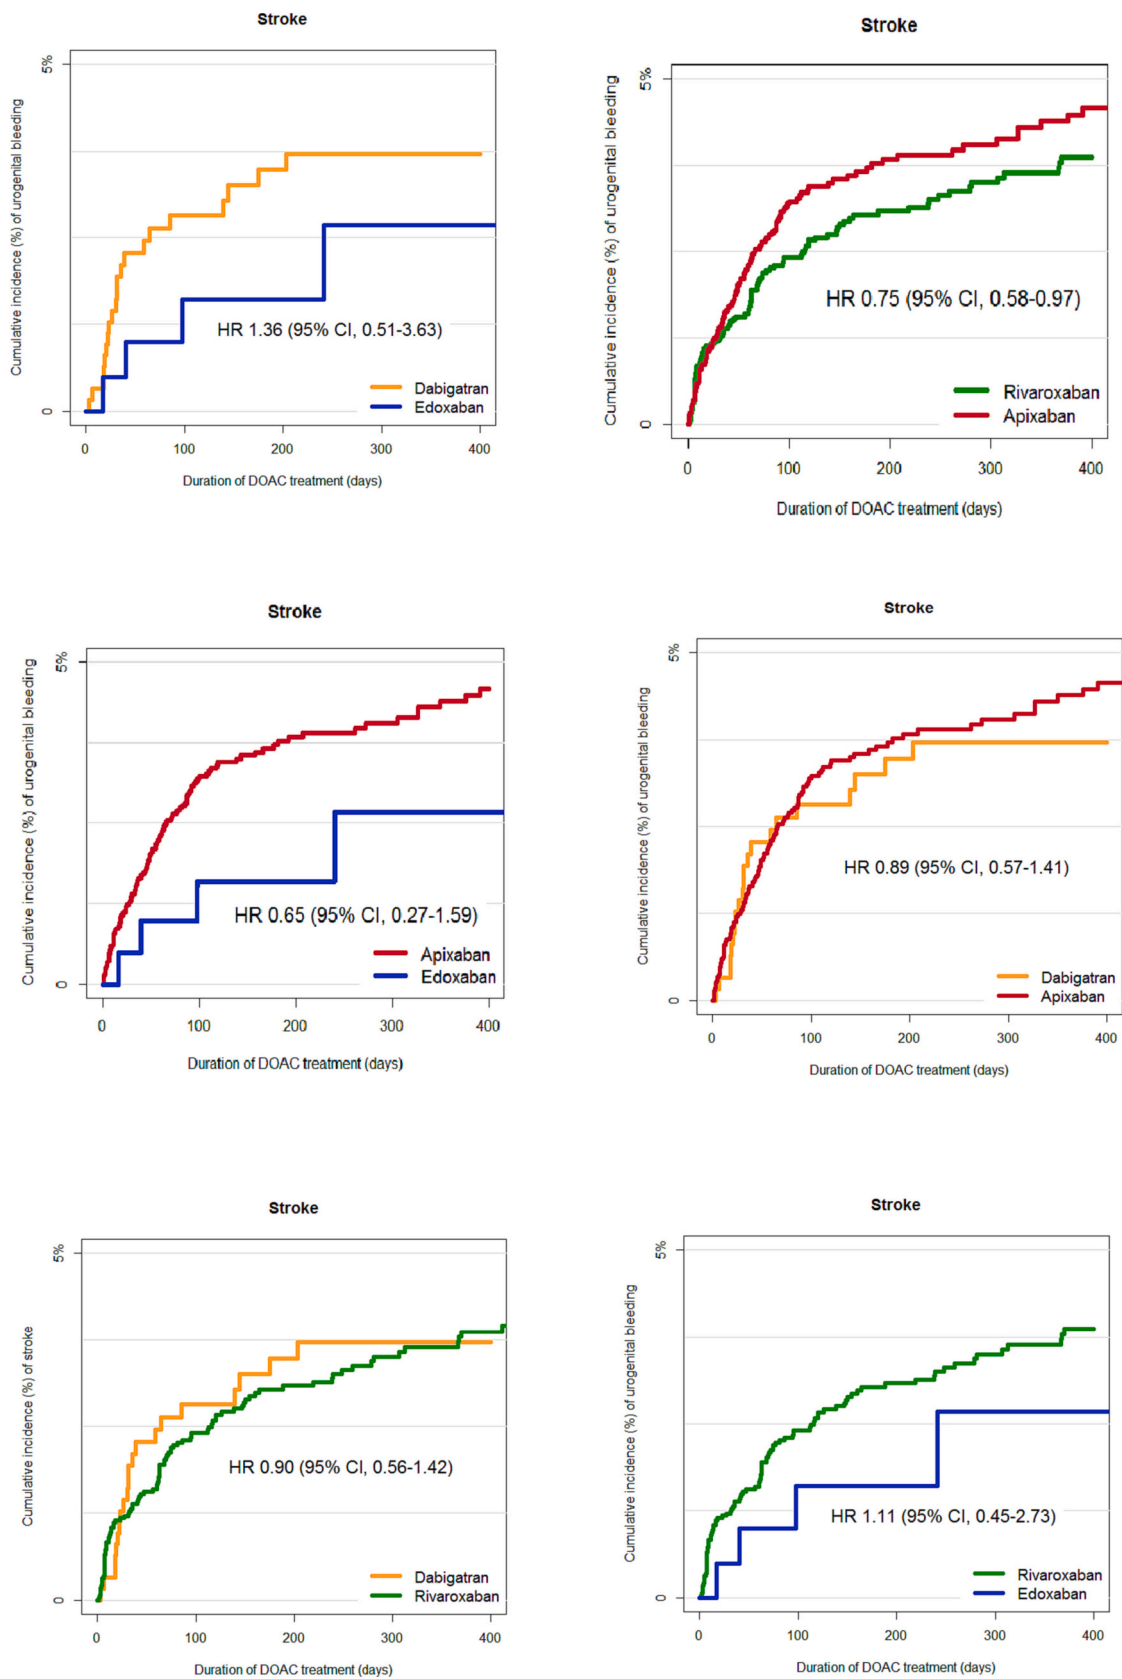 Stroke
Cumulative incidence (%) of urogenital bleeding
5%
0
HR 1.36 (95% CI, 0.51-3.63)
Dabigatran
Edoxaban
0 100 200 300 400
Duration of DOAC treatment (days)
Stroke
Cumulative incidence (%) of urogenital bleeding
5%
0
HR 0.75 (95% CI, 0.58-0.97)
Rivaroxaban
Apixaban
0 100 200 300 400
Duration of DOAC treatment (days)
Stroke
Cumulative incidence (%) of urogenital bleeding
5%
0
HR 0.65 (95% CI, 0.27-1.59)
Apixaban
Edoxaban
0 100 200 300 400
Duration of DOAC treatment (days)
Stroke
Cumulative incidence (%) of urogenital bleeding
5%
0
HR 0.89 (95% CI, 0.57-1.41)
Dabigatran
Apixaban
0 100 200 300 400
Duration of DOAC treatment (days)
Stroke
Cumulative incidence (%) of stroke
5%
0
HR 0.90 (95% CI, 0.56-1.42)
Dabigatran
Rivaroxaban
0 100 200 300 400
Duration of DOAC treatment (days)
Stroke
Cumulative incidence (%) of urogenital bleeding
5%
0
HR 1.11 (95% CI, 0.45-2.73)
Rivaroxaban
Edoxaban
0 100 200 300 400
Duration of DOAC treatment (days)